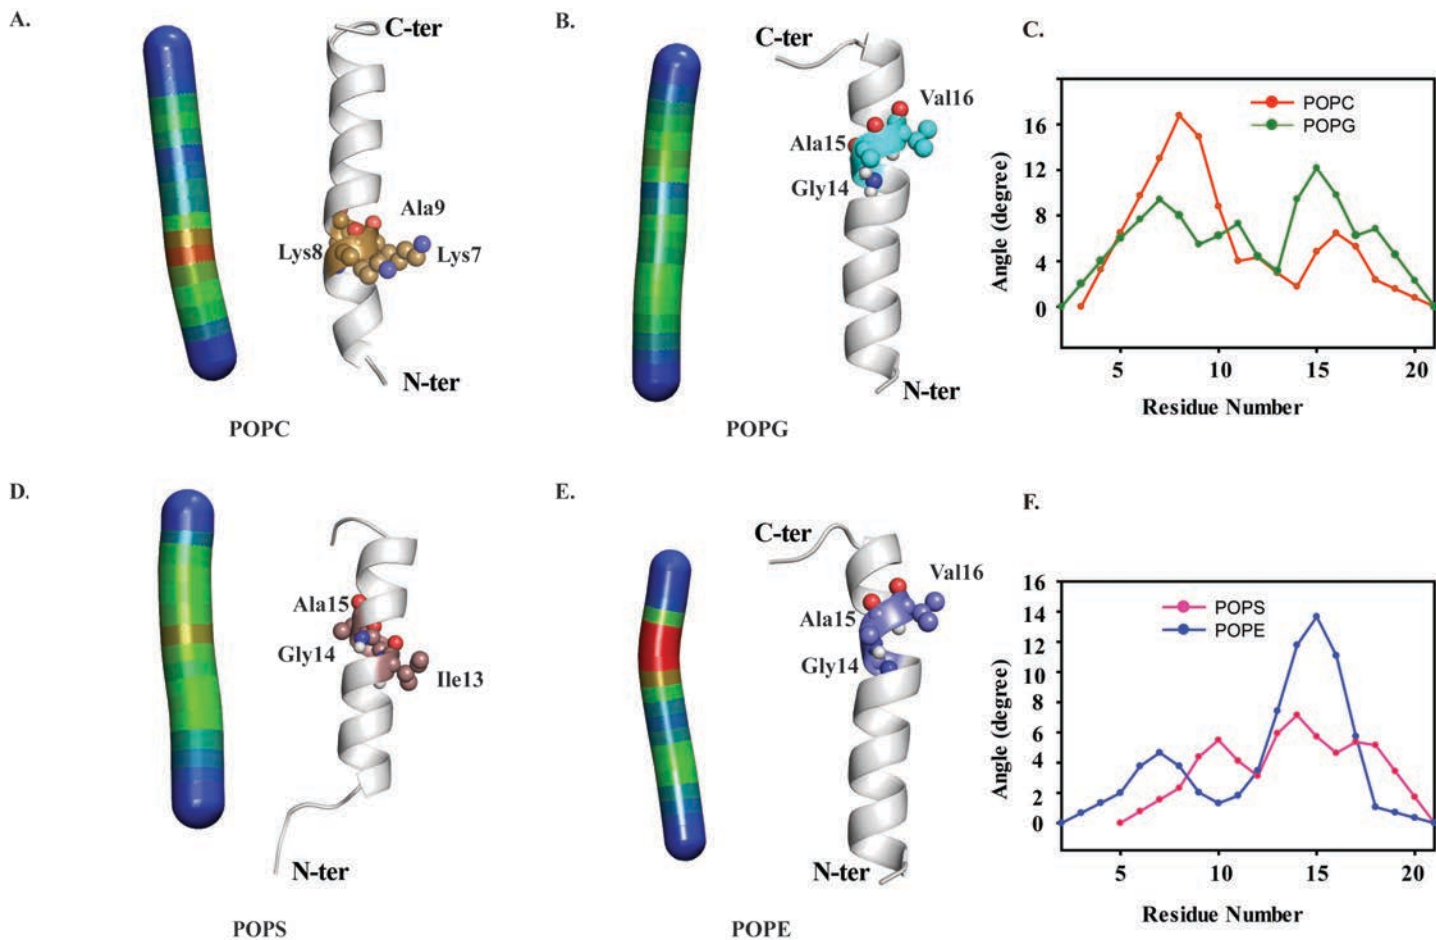 A.
C-ter
Ala9
Lys8
Lys7
N-ter
POPC
B.
C-ter
Val16
Ala15
Gly14
N-ter
POPG
C.
POPC
POPG
16
12
8
4
0
Angle (degree)
5
10
15
20
Residue Number
D.
Ala15
Gly14
Ile13
N-ter
POPS
E.
C-ter
Val16
Ala15
Gly14
N-ter
POPE
F.
POPS
POPE
16
14
12
10
8
6
4
2
0
Angle (degree)
5
10
15
20
Residue Number